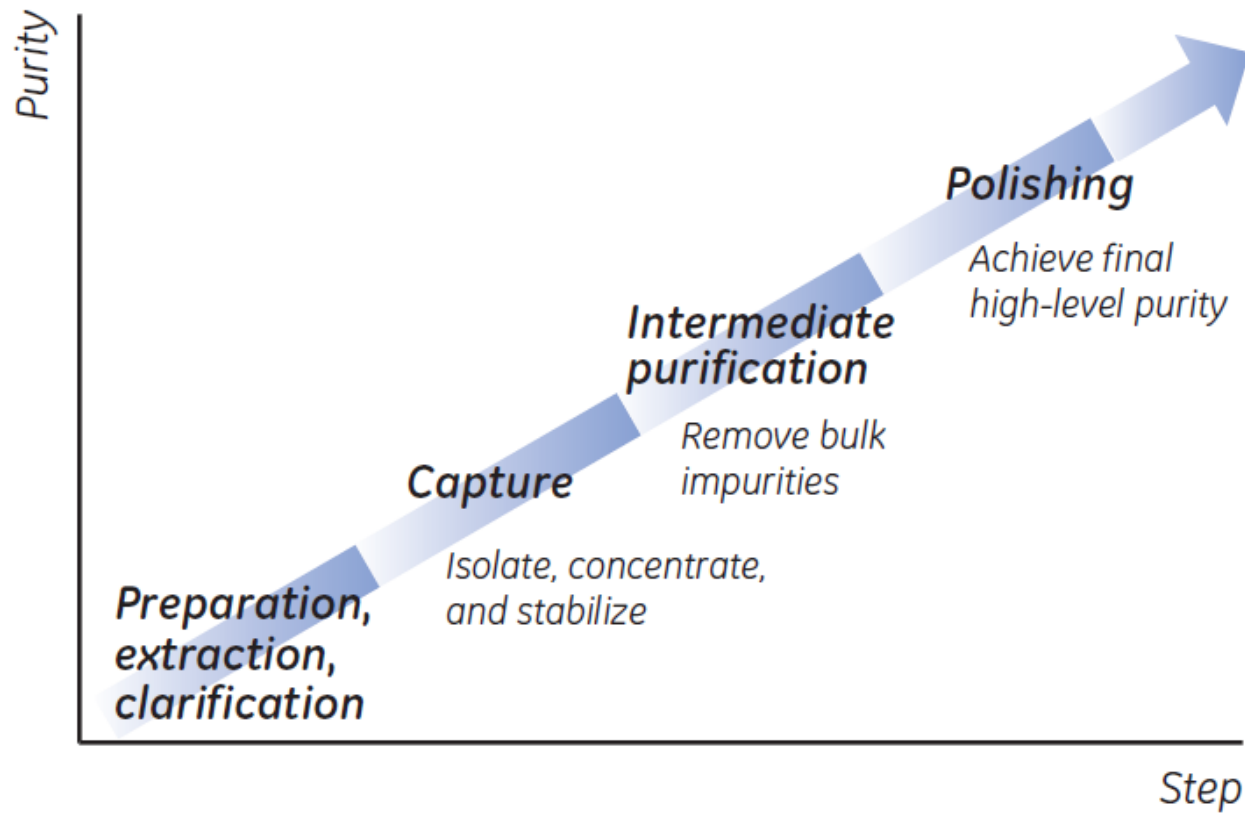 Purity
Polishing
Achieve final
high-level purity
Intermediate
purification
Remove bulk
impurities
Capture
Isolate, concentrate,
and stabilize
Preparation,
extraction,
clarification
Step